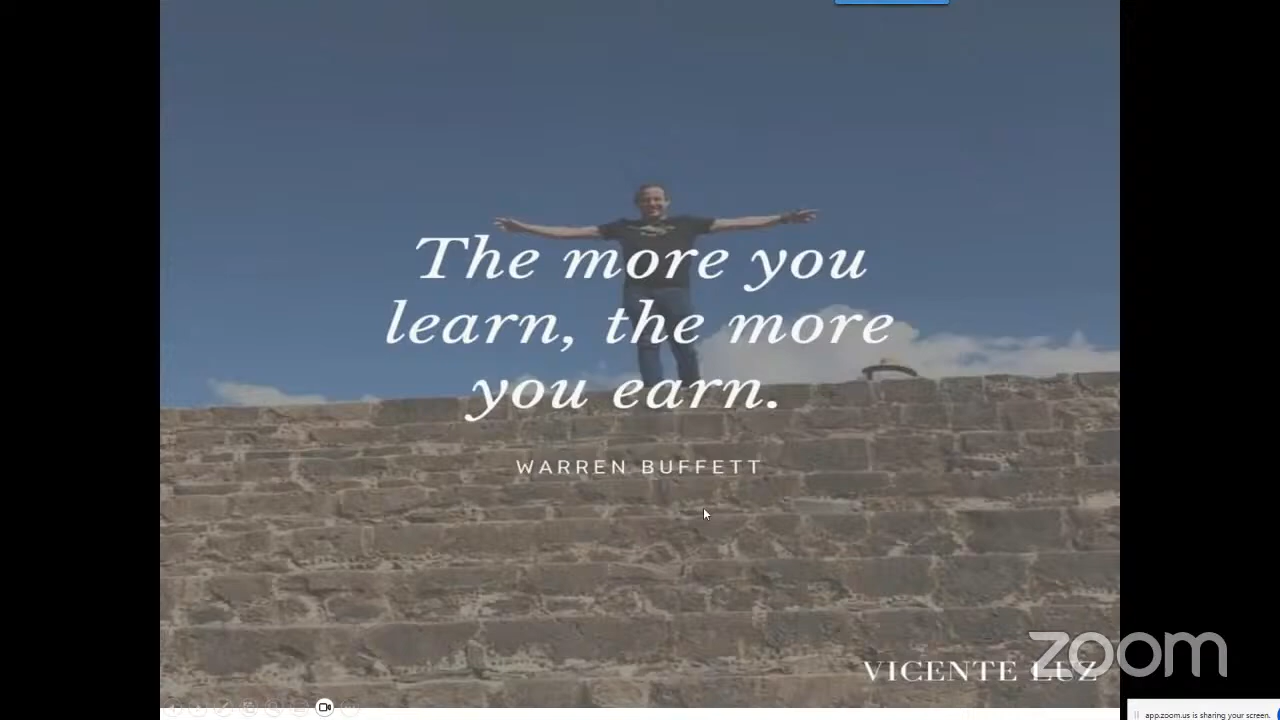 The more you
learn, the more
you earn.
WARREN BUFFETT
VICENTE LUZ
zoom
app.zoom.us is sharing your screen.